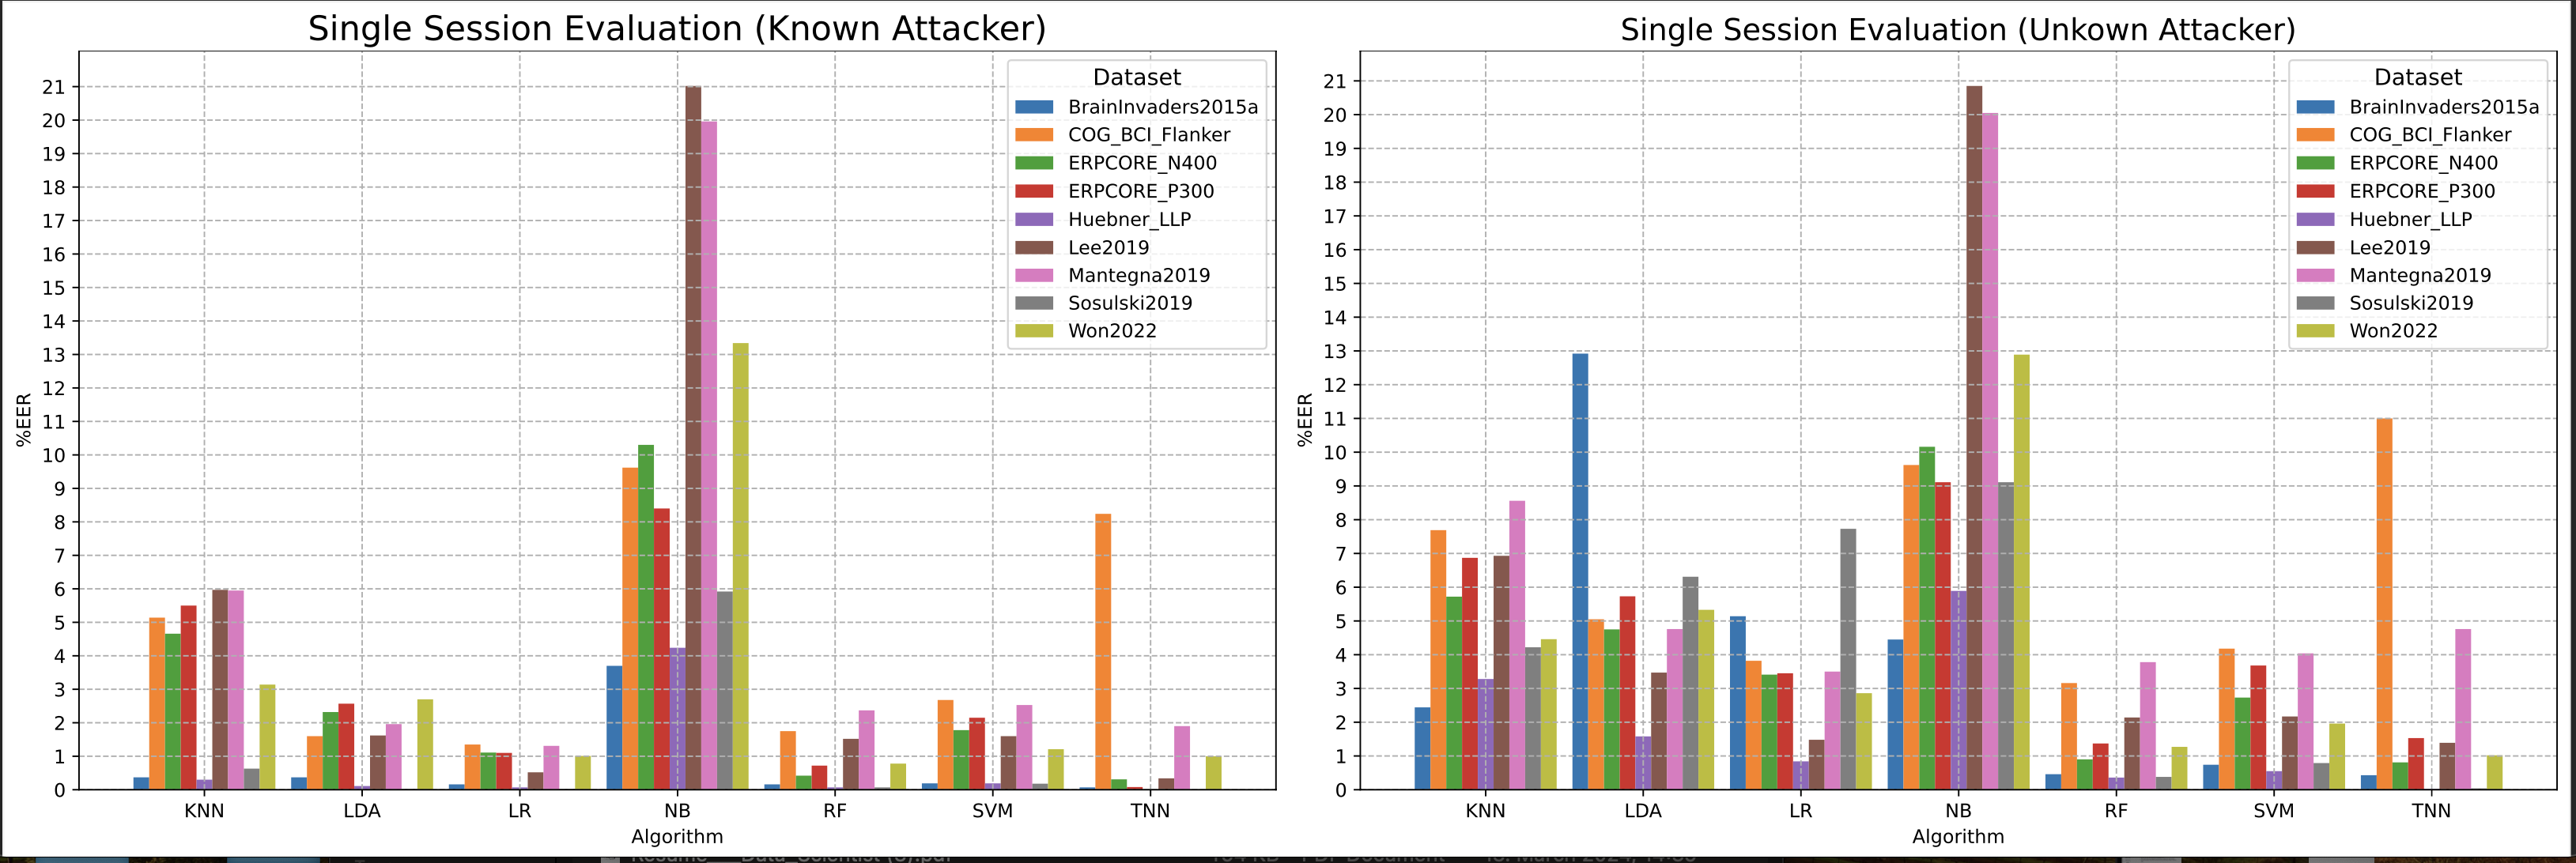 Single Session Evaluation (Known Attacker)
%EER
21
20
19
18
17
16
15
14
13
12
11
10
9
8
7
6
5
4
3
2
1
0
KNN LDA LR NB RF SVM TNN
Algorithm
Dataset
BrainInvaders2015a
COG_BCI_Flanker
ERPCORE_N400
ERPCORE_P300
Huebner_LLP
Lee2019
Mantegna2019
Sosulski2019
Won2022
Single Session Evaluation (Unkown Attacker)
%EER
21
20
19
18
17
16
15
14
13
12
11
10
9
8
7
6
5
4
3
2
1
0
KNN LDA LR NB RF SVM TNN
Algorithm
Dataset
BrainInvaders2015a
COG_BCI_Flanker
ERPCORE_N400
ERPCORE_P300
Huebner_LLP
Lee2019
Mantegna2019
Sosulski2019
Won2022